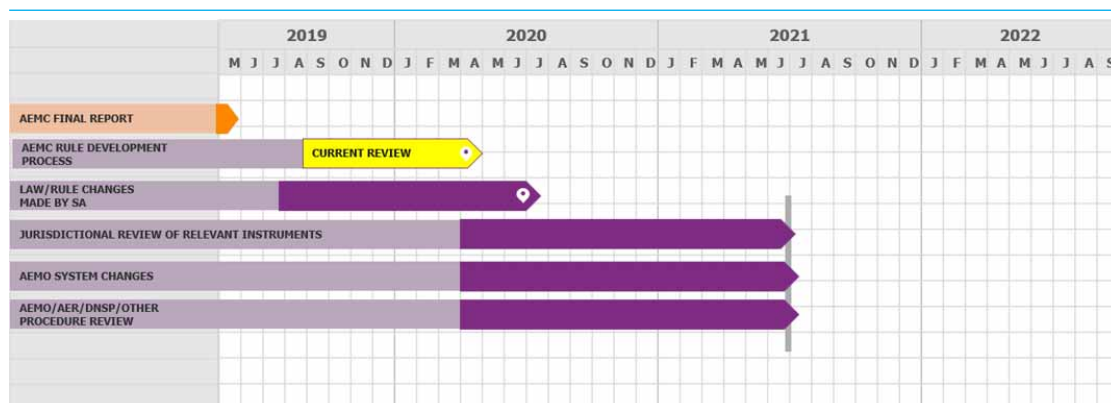 2019 2020 2021 2022
M J J A S O N D J F M A M J J A S O N D J F M A M J J A S O N D J F M A M J J A S
AEMC FINAL REPORT
AEMC RULE DEVELOPMENT
PROCESS
CURRENT REVIEW
LAW/RULE CHANGES
MADE BY SA
JURISDICTIONAL REVIEW OF RELEVANT INSTRUMENTS
AEMO SYSTEM CHANGES
AEMO/AER/DNSP/OTHER
PROCEDURE REVIEW